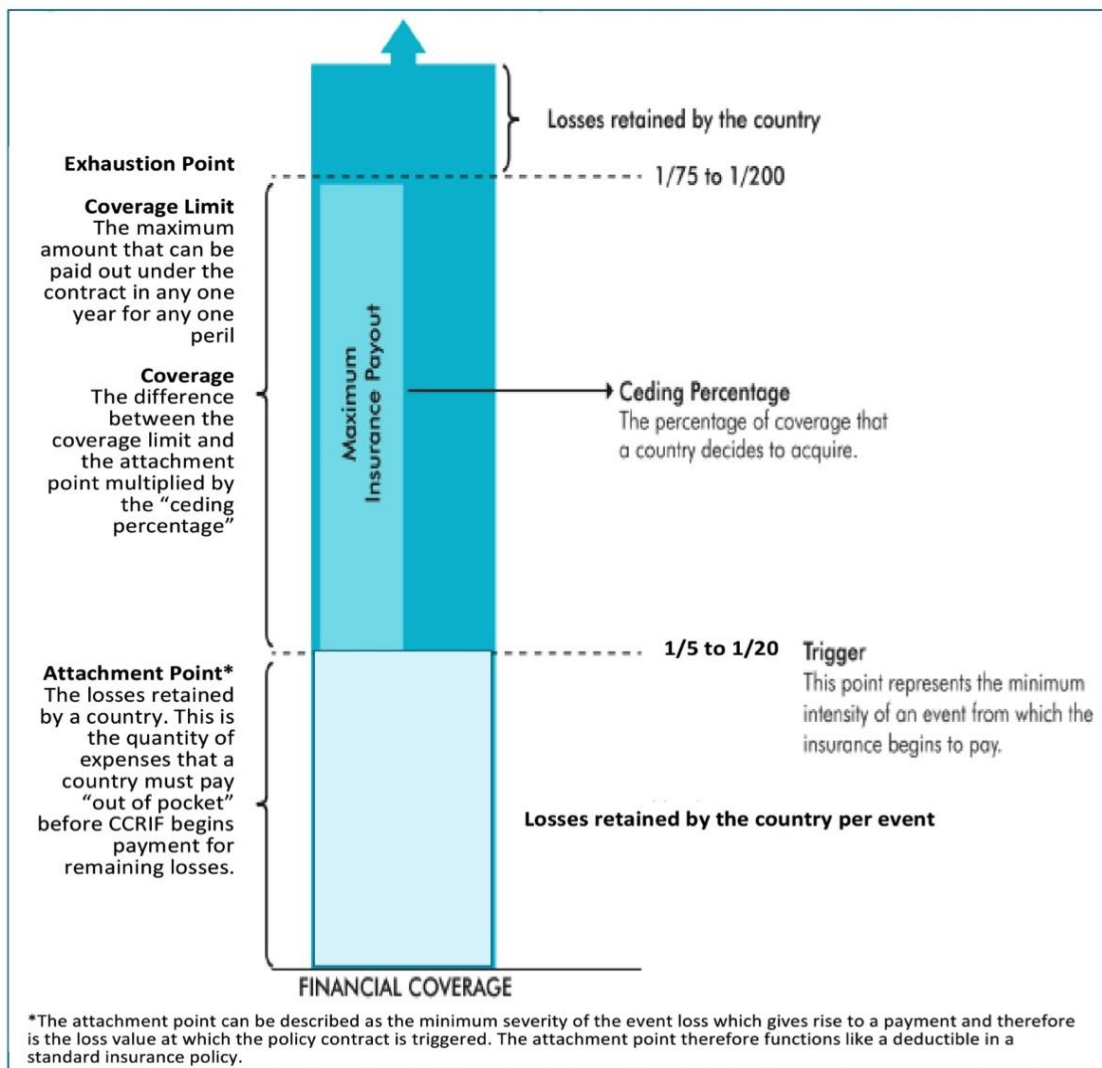 Losses retained by the country
Exhaustion Point
1/75 to 1/200
Coverage Limit
The maximum
amount that can be
paid out under the
contract in any one
year for any one
peril
Maximum
Insurance Payout
Coverage
The difference
between the
coverage limit and
the attachment
point multiplied by
the “ceding
percentage”
Ceding Percentage
The percentage of coverage that
a country decides to acquire.
1/5 to 1/20
Trigger
This point represents the minimum
intensity of an event from which the
insurance begins to pay.
Attachment Point*
The losses retained
by a country. This is
the quantity of
expenses that a
country must pay
“out of pocket”
before CCRIF begins
payment for
remaining losses.
Losses retained by the country per event
FINANCIAL COVERAGE
*The attachment point can be described as the minimum severity of the event loss which gives rise to a payment and therefore
is the loss value at which the policy contract is triggered. The attachment point therefore functions like a deductible in a
standard insurance policy.